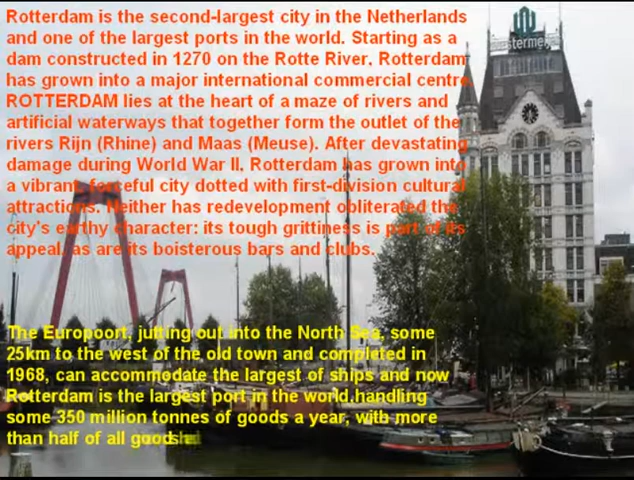 Rotterdam is the second-largest city in the Netherlands
and one of the largest ports in the world. Starting as a
dam constructed in 1270 on the Rotte River, Rotterdam
has grown into a major international commercial centre
ROTTERDAM lies at the heart of a maze of rivers and
artificial waterways that together form the outlet of the
rivers Rijn (Rhine) and Maas (Meuse). After devastating
damage during World War II, Rotterdam has grown into
a vibrant, forceful city dotted with first-division cultural
attractions. Neither has redevelopment obliterated the
city's earthy character: its tough grittiness is part of its
appeal, as are its boisterous bars and clubs.
The Europoort, jutting out into the North Sea, some
25km to the west of the old town and completed in
1968, can accommodate the largest of ships and now
Rotterdam is the largest port in the world,handling
some 350 million tonnes of goods a year, with more
than half of all goods